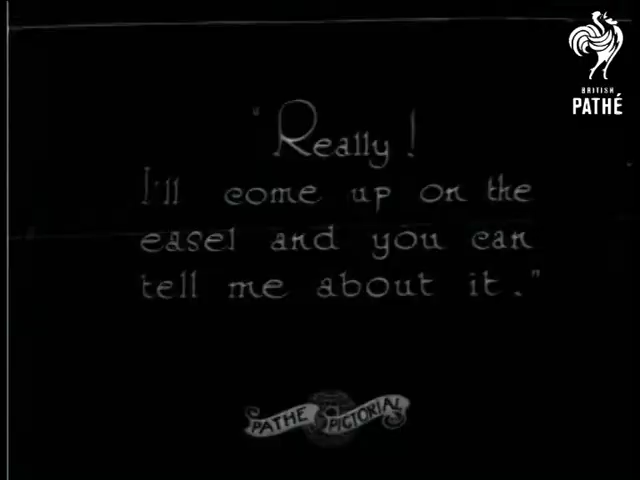 BRITISH
PATHÉ
"Really!
I'll come up on the
easel and you can
tell me about it."
PATHE PICTORIAL